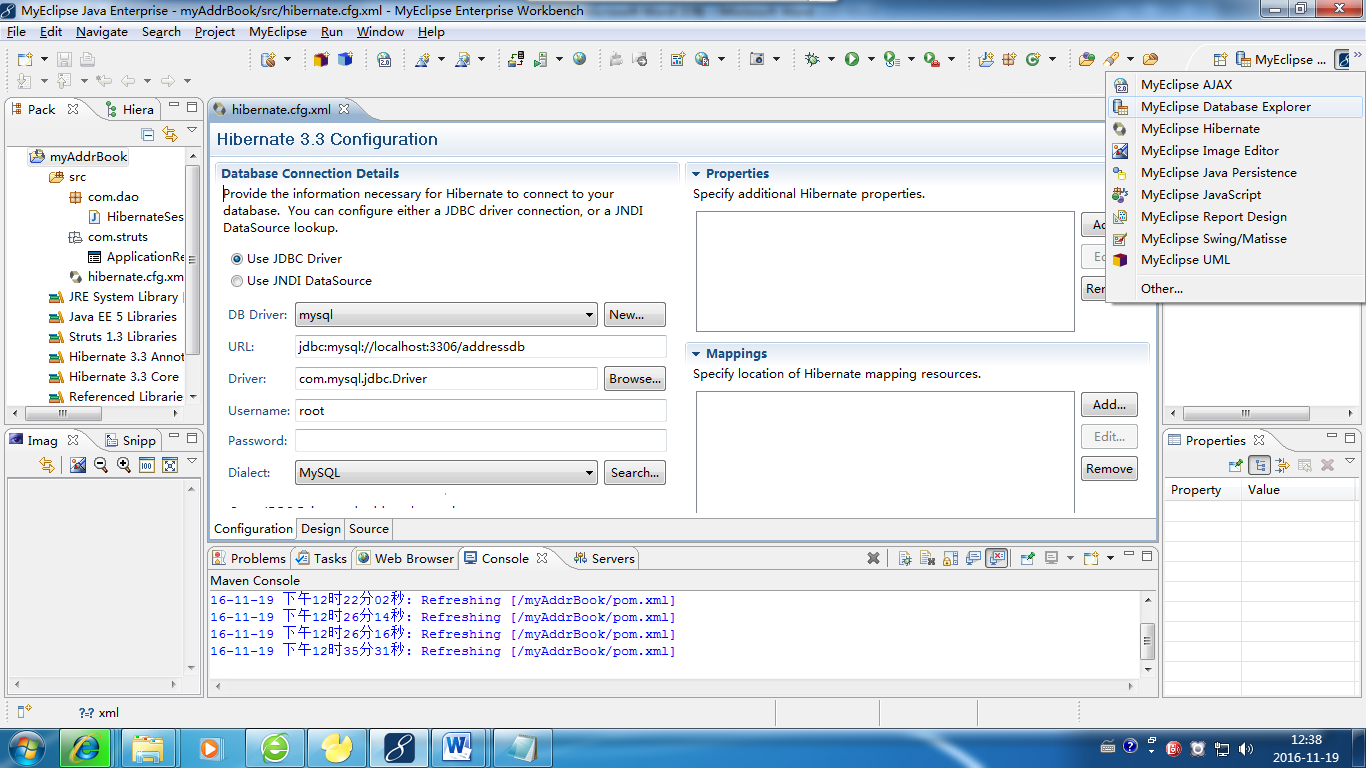 MyEclipse Java Enterprise - myAddrBook/src/hibernate.cfg.xml - MyEclipse Enterprise Workbench
File Edit Navigate Search Project MyEclipse Run Window Help
MyEclipse ...
MyEclipse AJAX
MyEclipse Database Explorer
MyEclipse Hibernate
MyEclipse Image Editor
MyEclipse Java Persistence
MyEclipse JavaScript
MyEclipse Report Design
MyEclipse Swing/Matisse
MyEclipse UML
Other...
Pack
Hiera
myAddrBook
src
com.dao
HibernateSes
com.struts
ApplicationRe
hibernate.cfg.xm
JRE System Library
Java EE 5 Libraries
Struts 1.3 Libraries
Hibernate 3.3 Annot
Hibernate 3.3 Core
Referenced Librarie
Imag
Snipp
hibernate.cfg.xml
Hibernate 3.3 Configuration
Database Connection Details
Provide the information necessary for Hibernate to connect to your
database. You can configure either a JDBC driver connection, or a JNDI
DataSource lookup.
Use JDBC Driver
Use JNDI DataSource
DB Driver: mysql New...
URL: jdbc:mysql://localhost:3306/addressdb
Driver: com.mysql.jdbc.Driver Browse...
Username: root
Password:
Dialect: MySQL Search...
Properties
Specify additional Hibernate properties.
Mappings
Specify location of Hibernate mapping resources.
Add...
Edit...
Remove
Configuration Design Source
Problems Tasks Web Browser Console Servers
Maven Console
16-11-19 下午12时22分02秒: Refreshing [/myAddrBook/pom.xml]
16-11-19 下午12时26分14秒: Refreshing [/myAddrBook/pom.xml]
16-11-19 下午12时26分16秒: Refreshing [/myAddrBook/pom.xml]
16-11-19 下午12时35分31秒: Refreshing [/myAddrBook/pom.xml]
Properties
Property Value
xml
12:38
2016-11-19